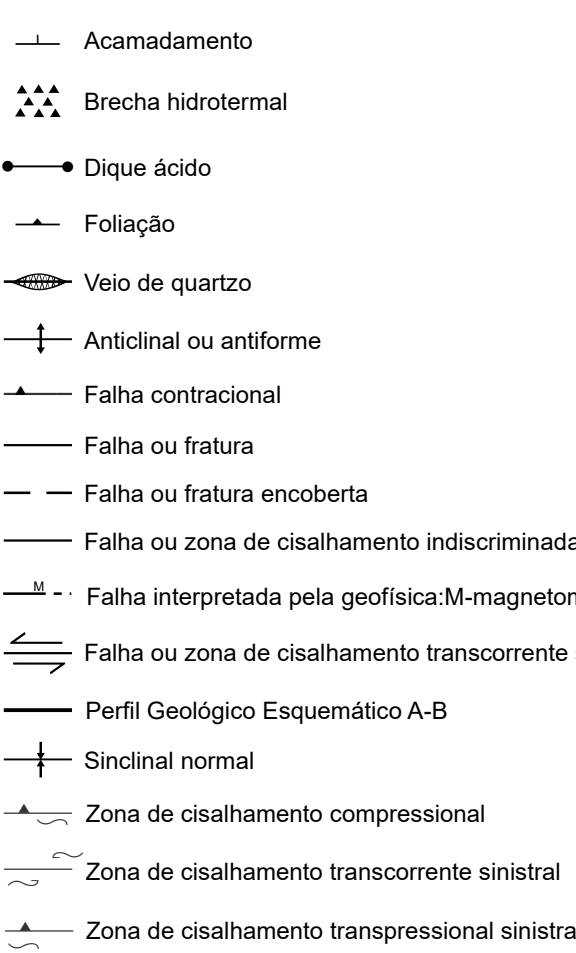 Acamadamento
Brecha hidrotermal
Dique ácido
Foliação
Veio de quartzo
Anticlinal ou antiforme
Falha contracional
Falha ou fratura
Falha ou fratura encoberta
Falha ou zona de cisalhamento indiscriminada
M
Falha interpretada pela geofísica:M-magneto
Falha ou zona de cisalhamento transcorrente
Perfil Geológico Esquemático A-B
Sinclinal normal
Zona de cisalhamento compressional
Zona de cisalhamento transcorrente sinistral
Zona de cisalhamento transpressional sinistra